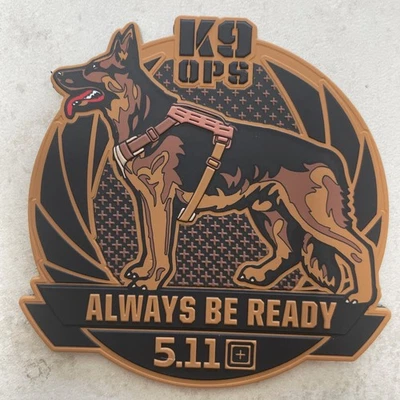 K9
OPS
ALWAYS BE READY
5.11